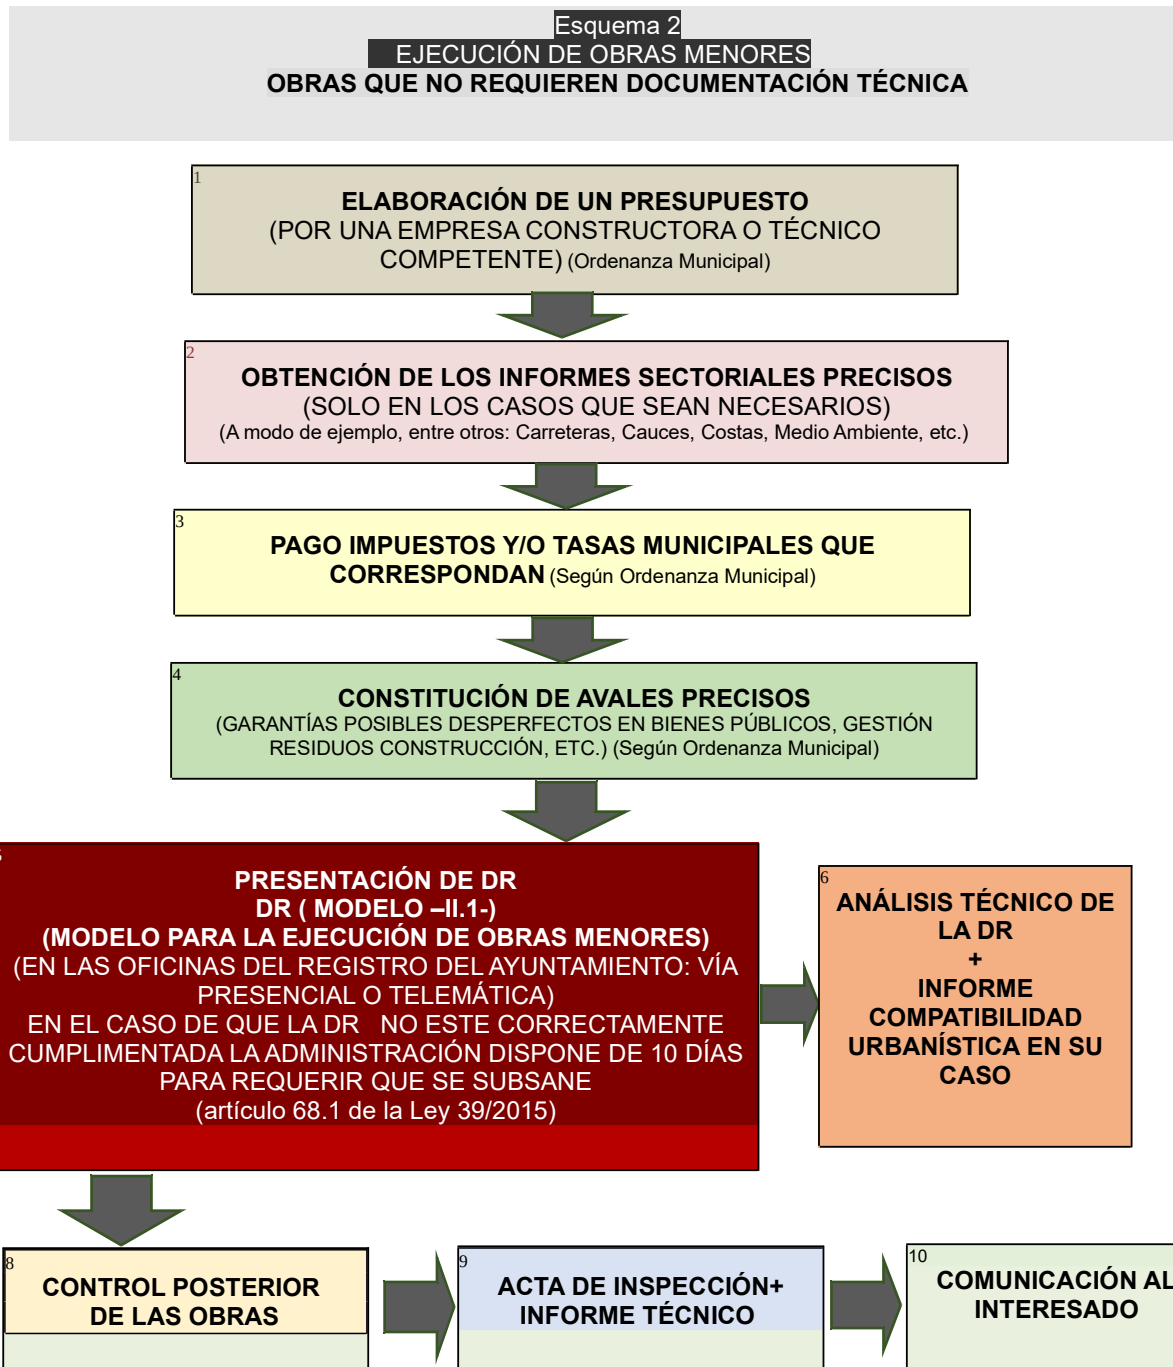 Esquema 2
EJECUCIÓN DE OBRAS MENORES
OBRAS QUE NO REQUIEREN DOCUMENTACIÓN TÉCNICA
1
ELABORACIÓN DE UN PRESUPUESTO
(POR UNA EMPRESA CONSTRUCTORA O TÉCNICO
COMPETENTE) (Ordenanza Municipal)
2
OBTENCIÓN DE LOS INFORMES SECTORIALES PRECISOS
(SOLO EN LOS CASOS QUE SEAN NECESARIOS)
(A modo de ejemplo, entre otros: Carreteras, Cauces, Costas, Medio Ambiente, etc.)
3
PAGO IMPUESTOS Y/O TASAS MUNICIPALES QUE
CORRESPONDAN (Según Ordenanza Municipal)
4
CONSTITUCIÓN DE AVALES PRECISOS
(GARANTÍAS POSIBLES DESPERFECTOS EN BIENES PÚBLICOS, GESTIÓN
RESIDUOS CONSTRUCCIÓN, ETC.) (Según Ordenanza Municipal)
PRESENTACIÓN DE DR
DR ( MODELO –II.1-)
(MODELO PARA LA EJECUCIÓN DE OBRAS MENORES)
(EN LAS OFICINAS DEL REGISTRO DEL AYUNTAMIENTO: VÍA
PRESENCIAL O TELEMÁTICA)
EN EL CASO DE QUE LA DR NO ESTE CORRECTAMENTE
CUMPLIMENTADA LA ADMINISTRACIÓN DISPONE DE 10 DÍAS
PARA REQUERIR QUE SE SUBSANE
(artículo 68.1 de la Ley 39/2015)
6
ANÁLISIS TÉCNICO DE
LA DR
+
INFORME
COMPATIBILIDAD
URBANÍSTICA EN SU
CASO
8
CONTROL POSTERIOR
DE LAS OBRAS
9
ACTA DE INSPECCIÓN+
INFORME TÉCNICO
10
COMUNICACIÓN AL
INTERESADO